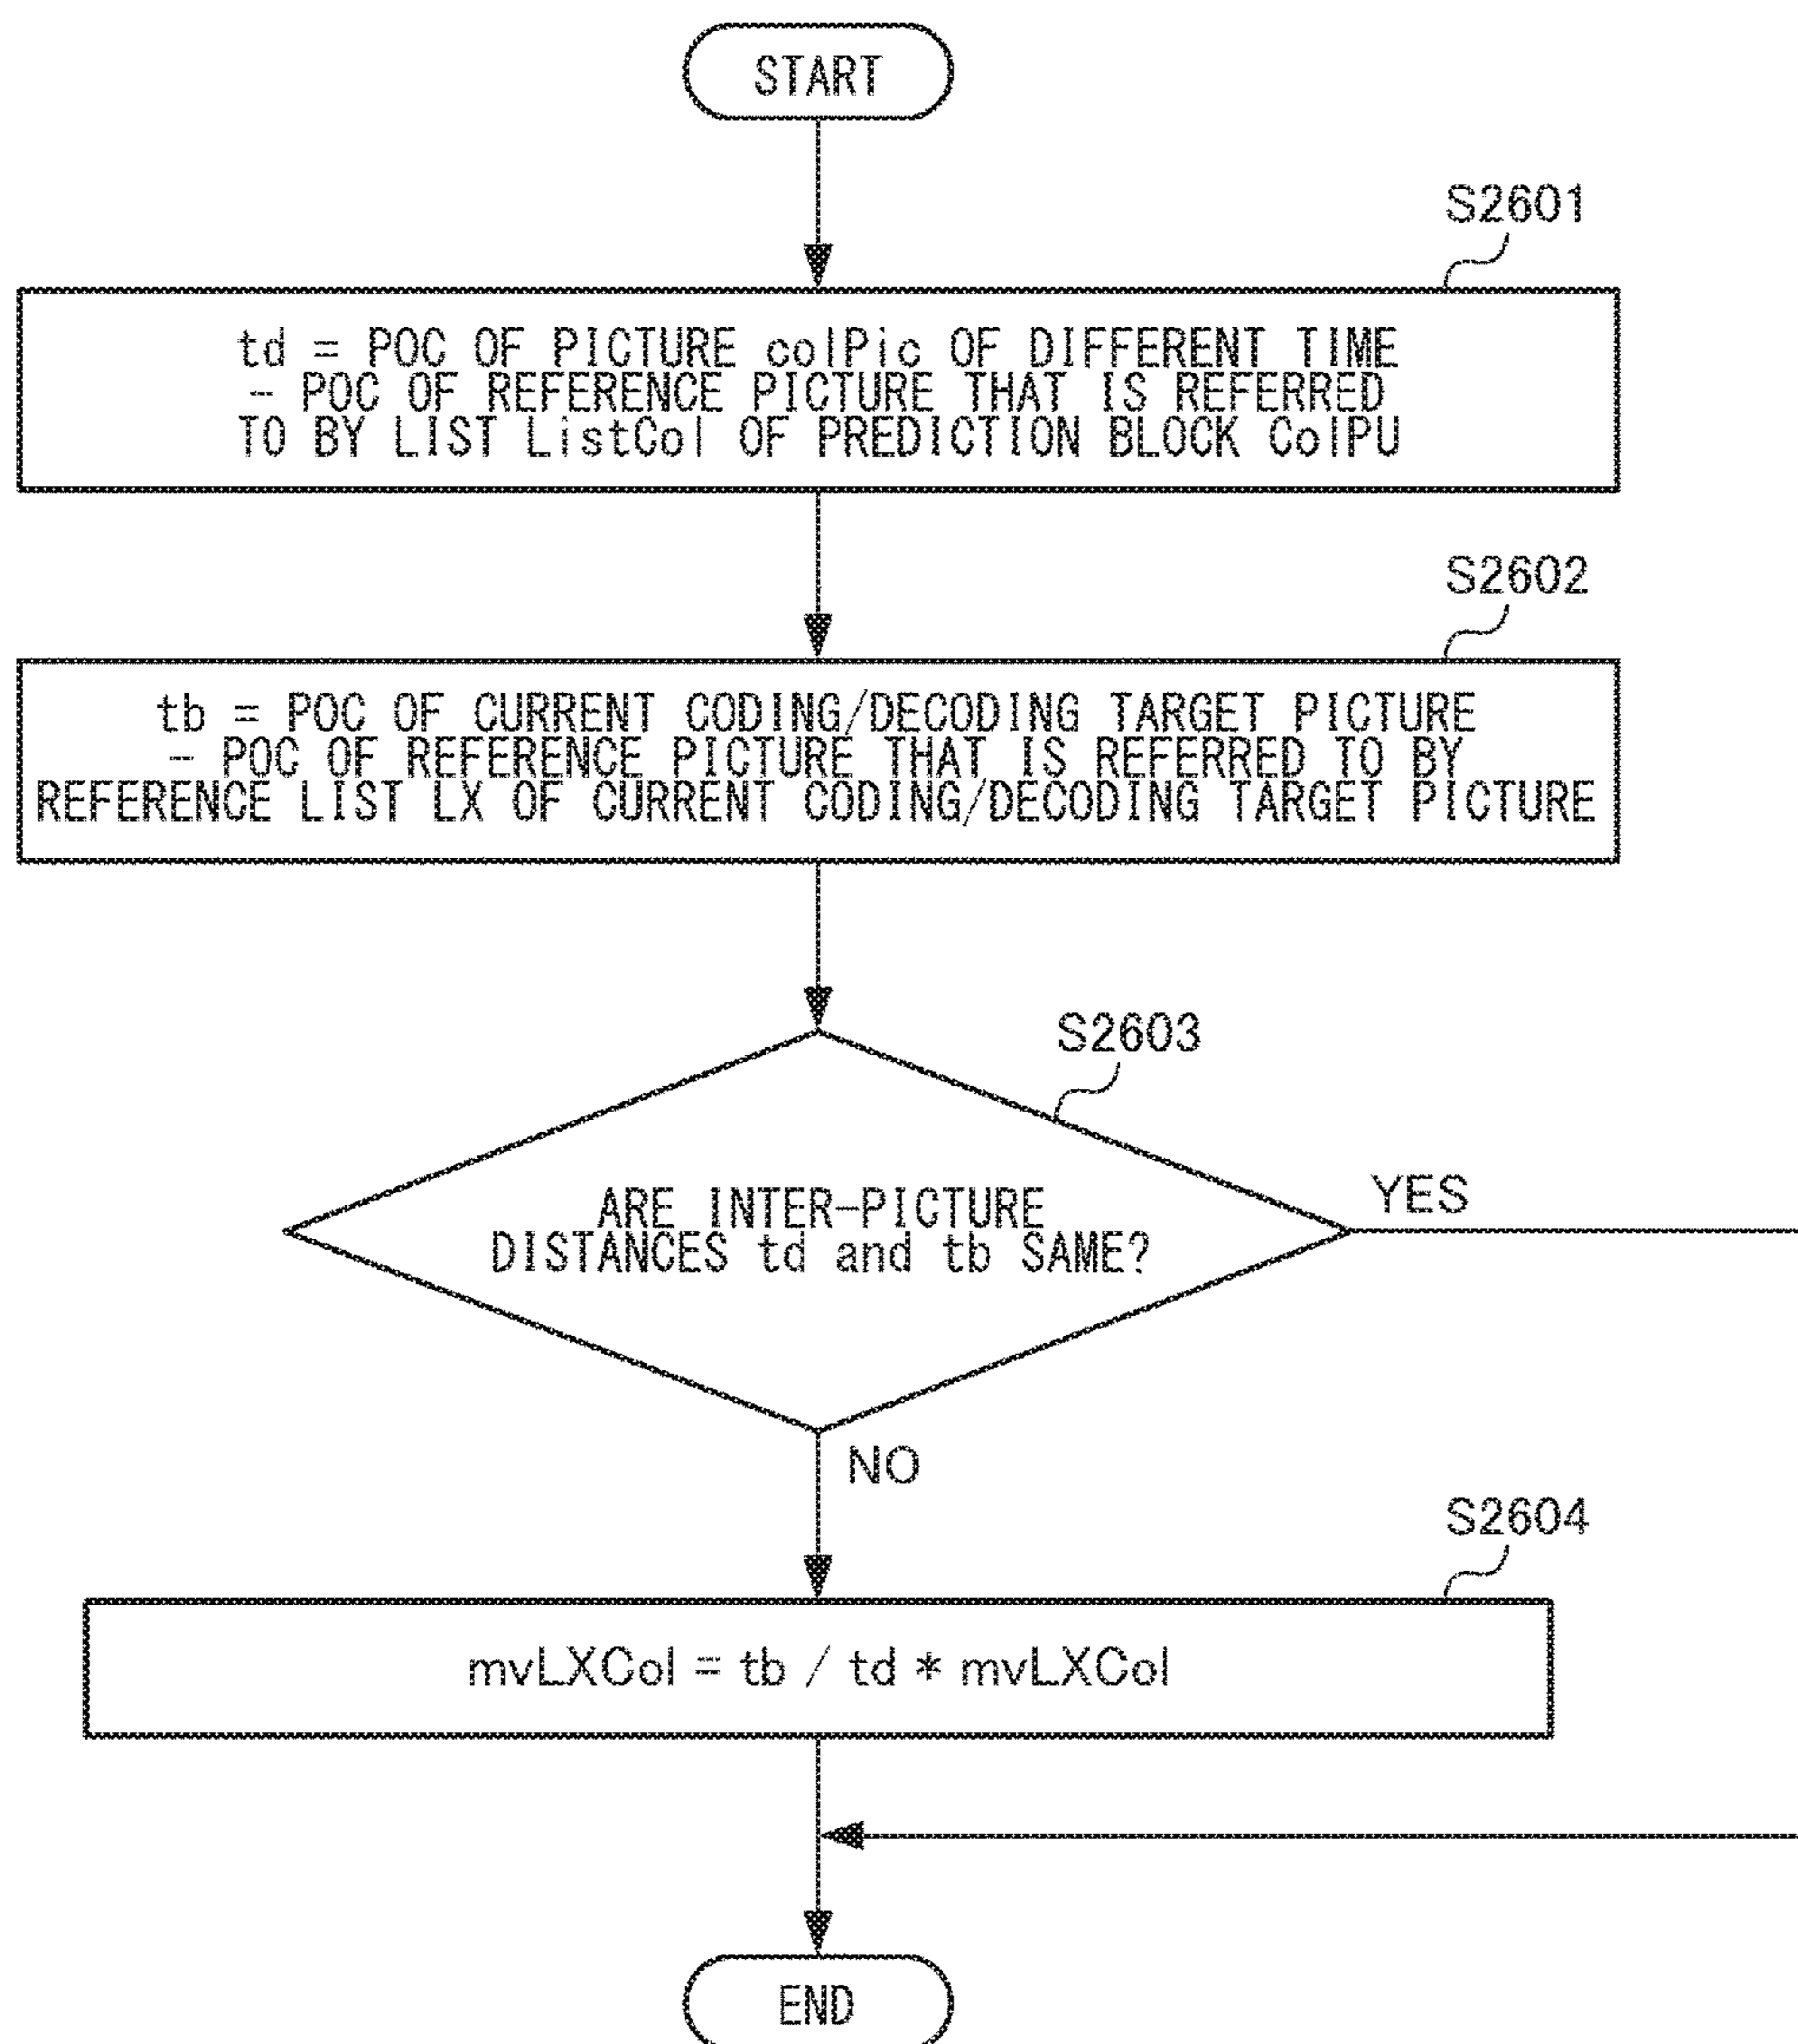 START
S2601
td = POC OF PICTURE colPic OF DIFFERENT TIME
- POC OF REFERENCE PICTURE THAT IS REFERRED
TO BY LIST ListCol OF PREDICTION BLOCK ColPU
S2602
tb = POC OF CURRENT CODING/DECODING TARGET PICTURE
- POC OF REFERENCE PICTURE THAT IS REFERRED TO BY
REFERENCE LIST LX OF CURRENT CODING/DECODING TARGET PICTURE
S2603
ARE INTER-PICTURE
DISTANCES td and tb SAME?
YES
NO
S2604
mvLXCol = tb / td * mvLXCol
END